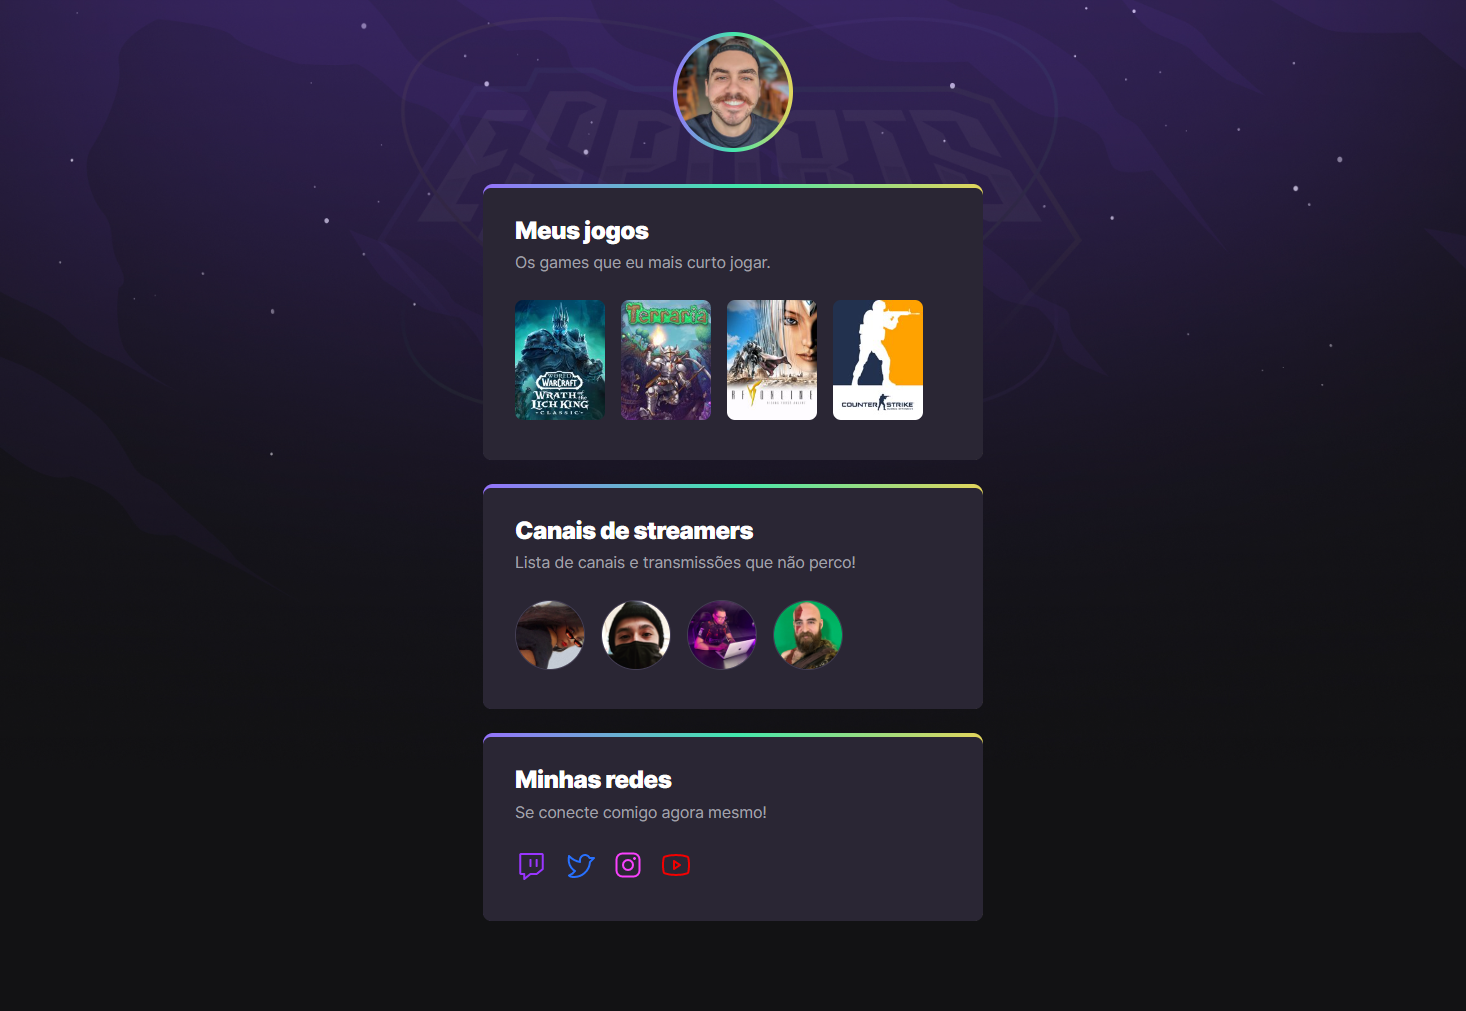 ESPORTS
Meus jogos
Os games que eu mais curto jogar.
WORLD
WARCRAFT
WRATH OF the
LICH KING
CLASSIC
Terraria
COUNTER STRIKE
Canais de streamers
Lista de canais e transmissões que não perco!
Minhas redes
Se conecte comigo agora mesmo!